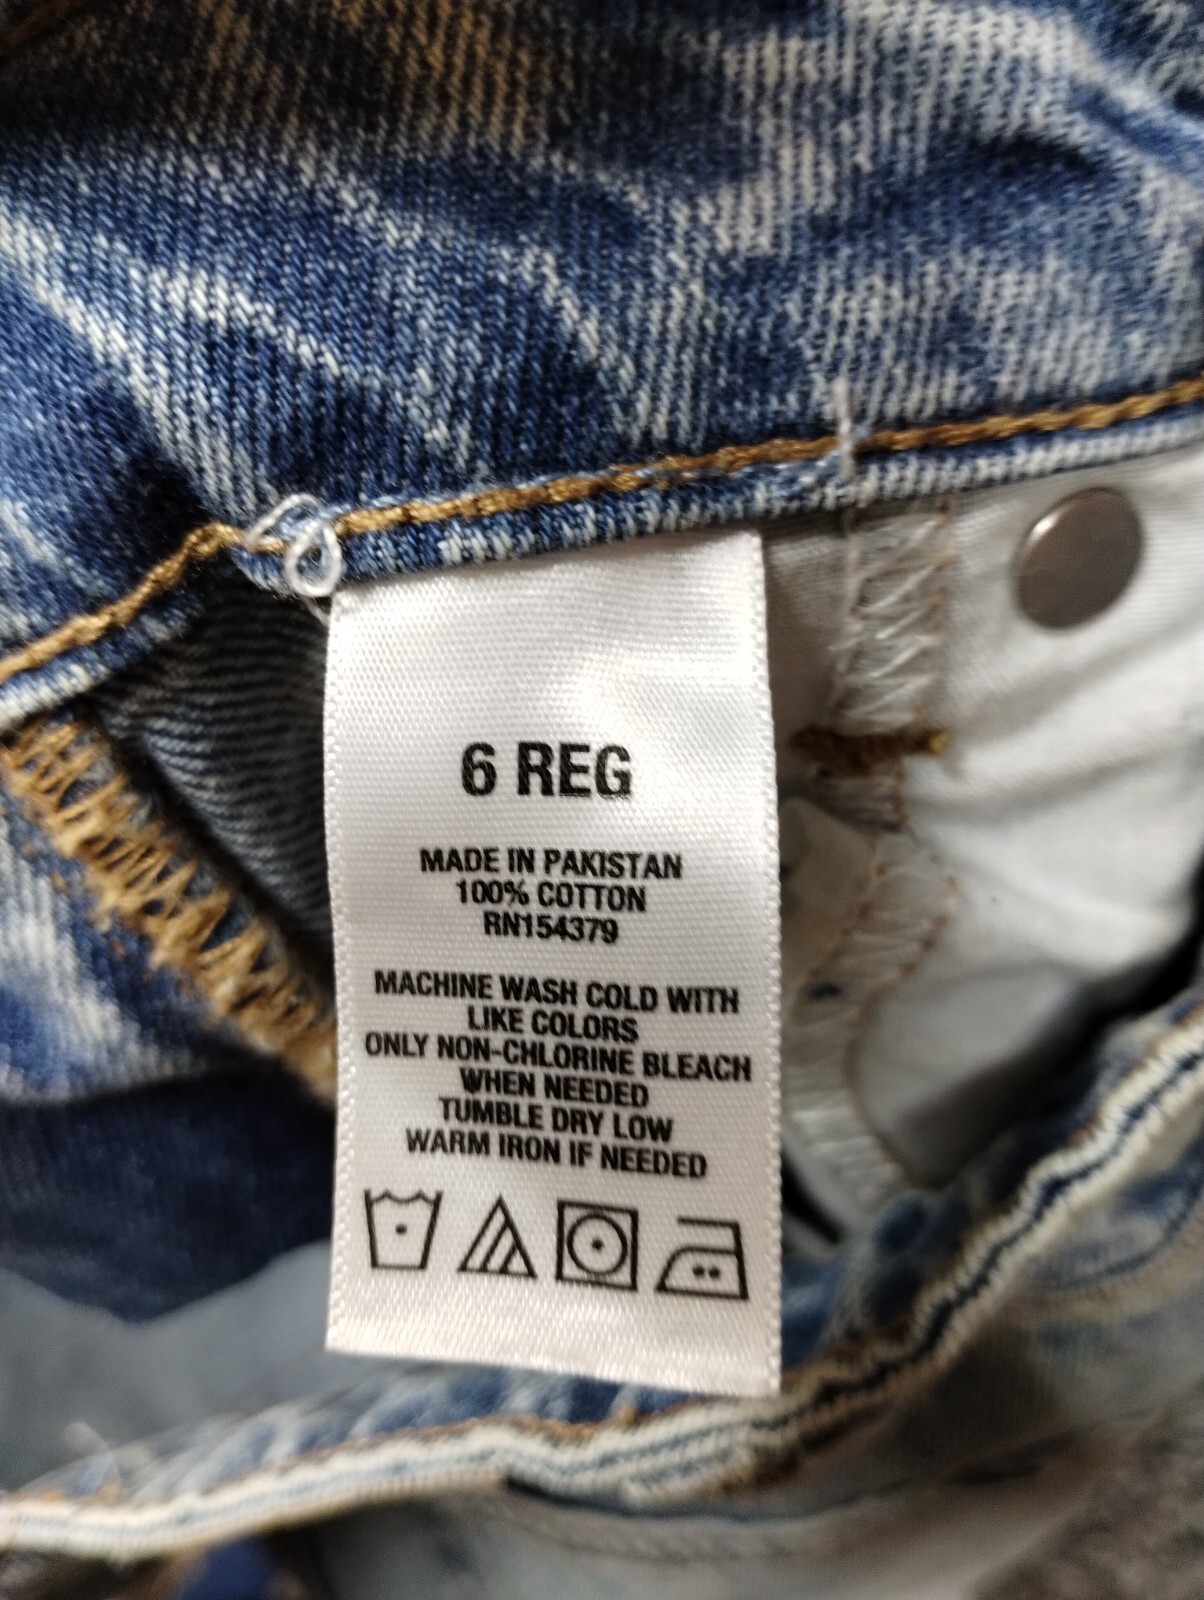 6 REG
MADE IN PAKISTAN
100% COTTON
RN154379
MACHINE WASH COLD WITH
LIKE COLORS
ONLY NON-CHLORINE BLEACH
WHEN NEEDED
TUMBLE DRY LOW
WARM IRON IF NEEDED